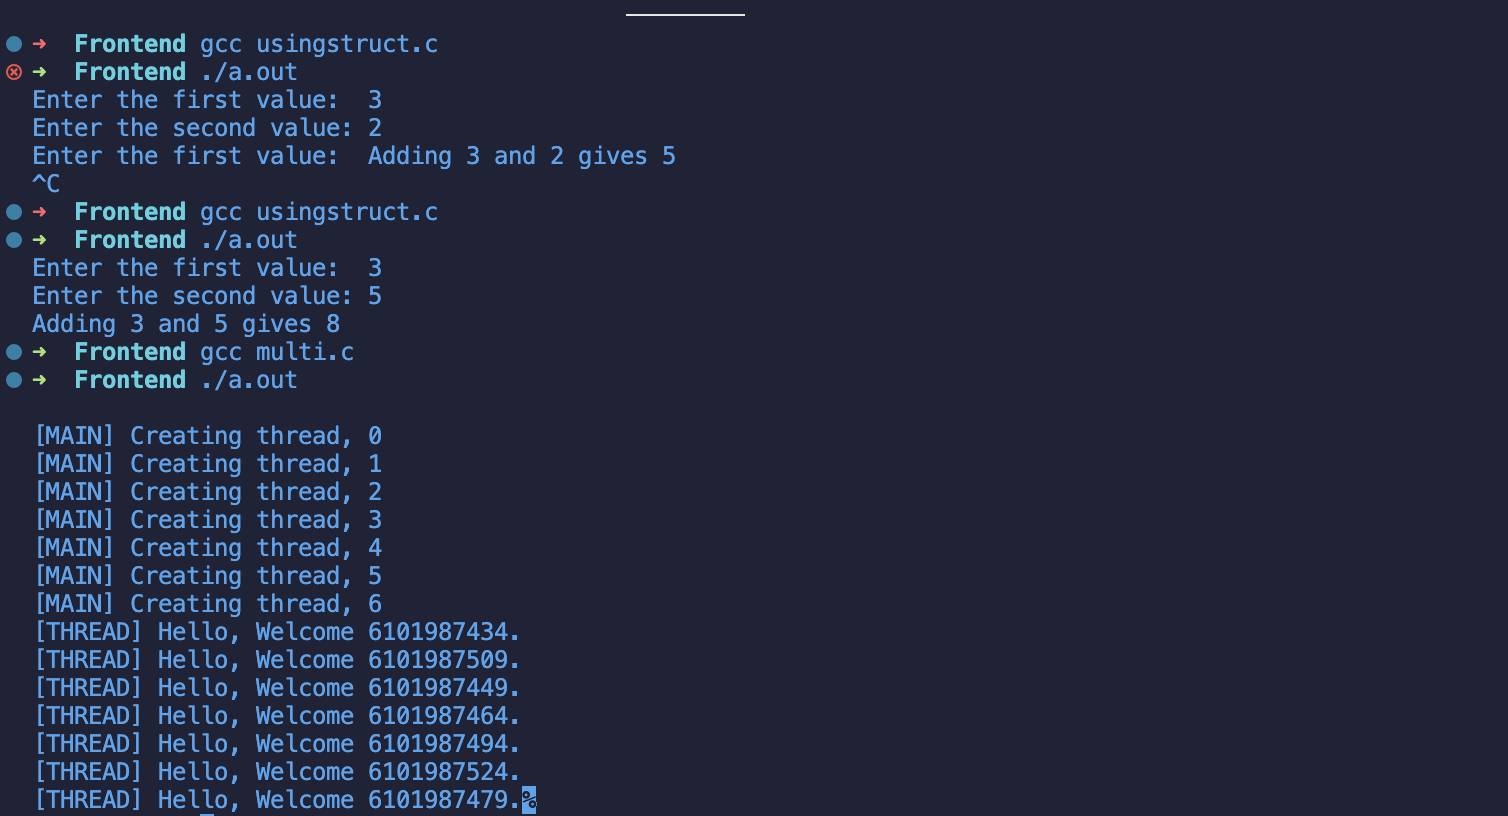 ➜ Frontend gcc usingstruct.c
➜ Frontend ./a.out
Enter the first value:  3
Enter the second value: 2
Enter the first value:  Adding 3 and 2 gives 5
^C
➜ Frontend gcc usingstruct.c
➜ Frontend ./a.out
Enter the first value:  3
Enter the second value: 5
Adding 3 and 5 gives 8
➜ Frontend gcc multi.c
➜ Frontend ./a.out
[MAIN] Creating thread, 0
[MAIN] Creating thread, 1
[MAIN] Creating thread, 2
[MAIN] Creating thread, 3
[MAIN] Creating thread, 4
[MAIN] Creating thread, 5
[MAIN] Creating thread, 6
[THREAD] Hello, Welcome 6101987434.
[THREAD] Hello, Welcome 6101987509.
[THREAD] Hello, Welcome 6101987449.
[THREAD] Hello, Welcome 6101987464.
[THREAD] Hello, Welcome 6101987494.
[THREAD] Hello, Welcome 6101987524.
[THREAD] Hello, Welcome 6101987479.%